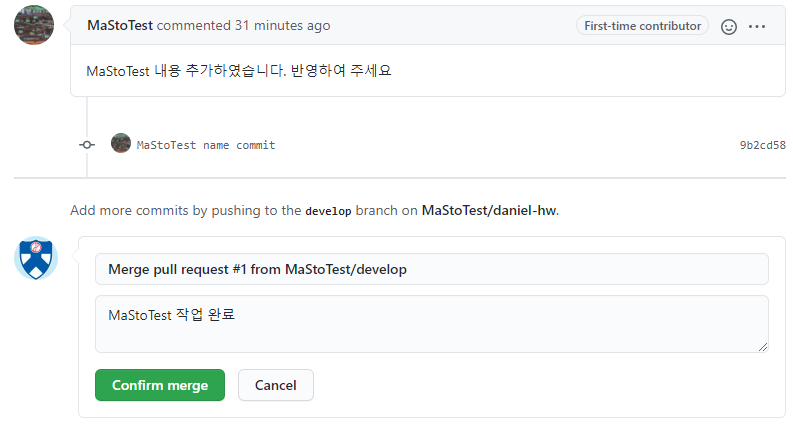 MaStoTest commented 31 minutes ago First-time contributor
MaStoTest 내용 추가하였습니다. 반영하여 주세요
MaStoTest name commit 9b2cd58
Add more commits by pushing to the develop branch on MaStoTest/daniel-hw.
Merge pull request #1 from MaStoTest/develop
MaStoTest 작업 완료
Confirm merge Cancel